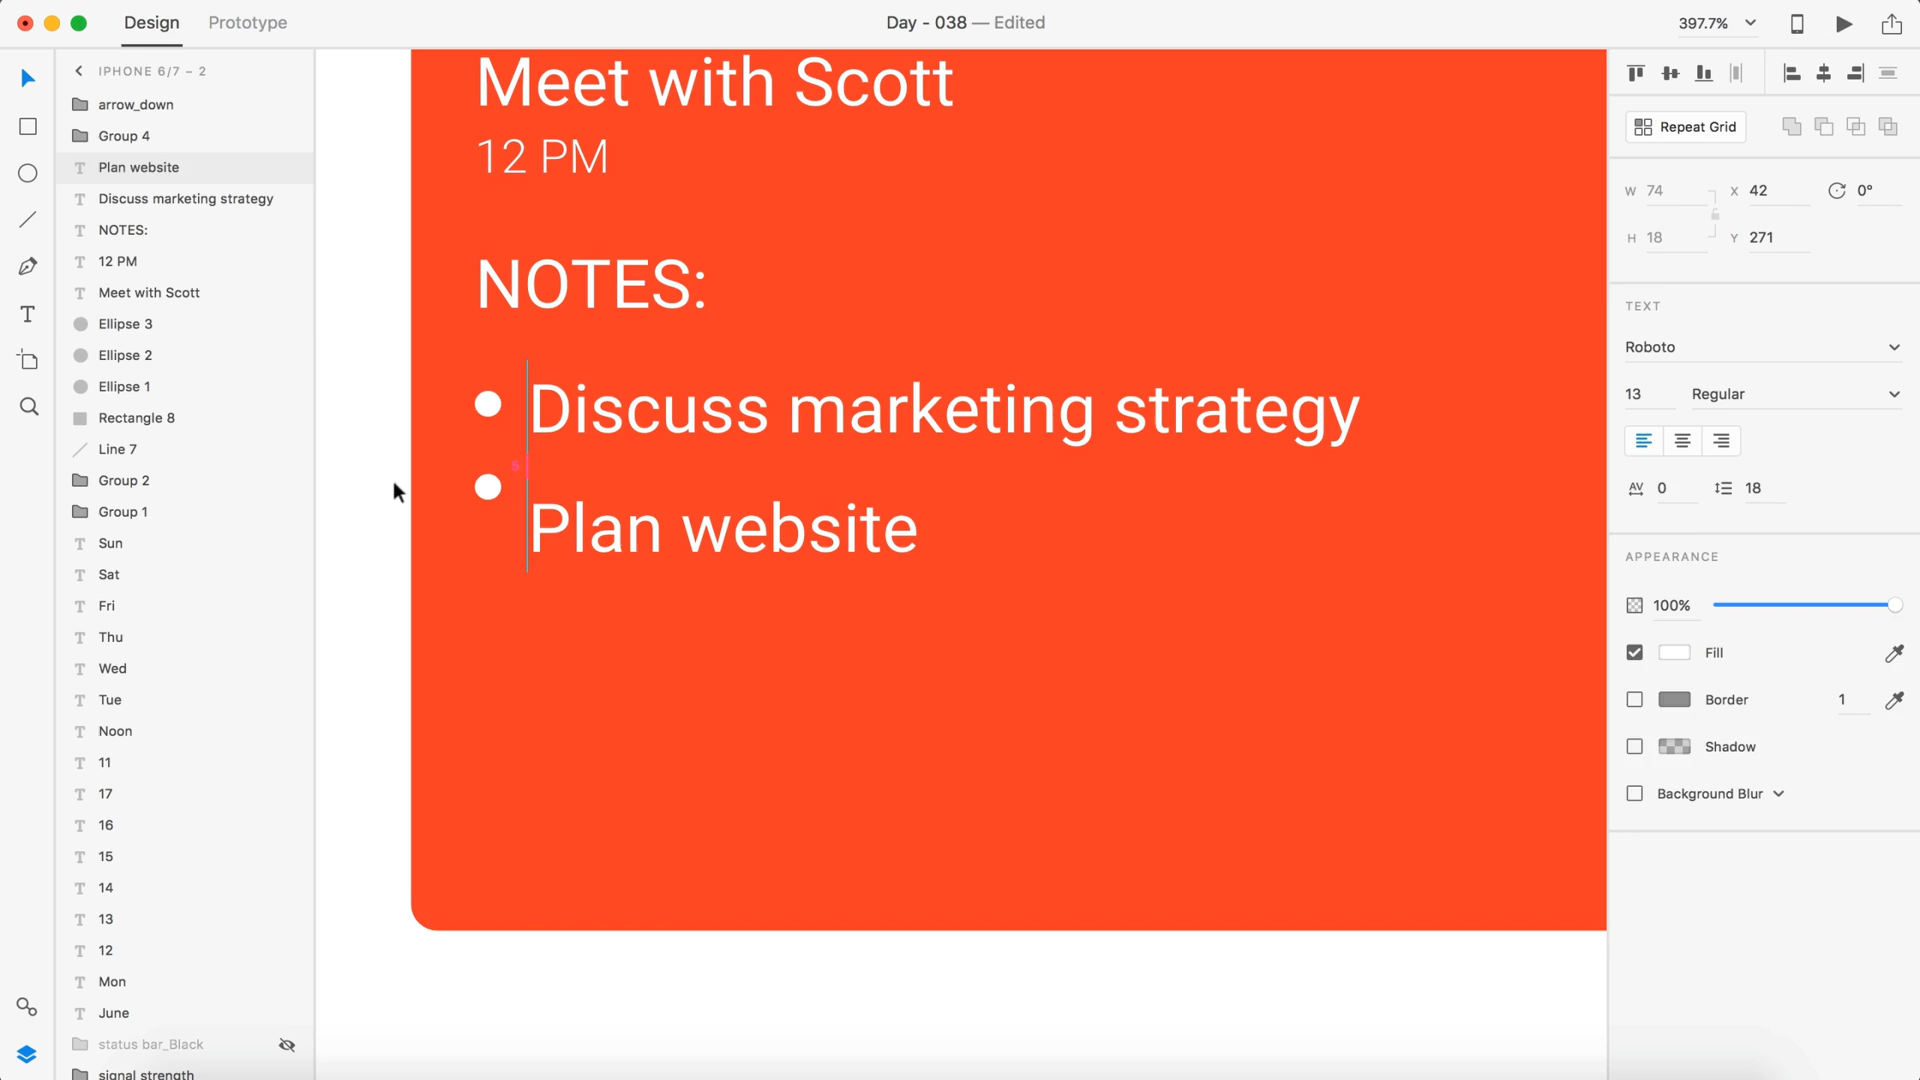 Design
Prototype
Day - 038 — Edited
397.7%
IPHONE 6/7 – 2
arrow_down
Group 4
Plan website
Discuss marketing strategy
NOTES:
12 PM
Meet with Scott
Ellipse 3
Ellipse 2
Ellipse 1
Rectangle 8
Line 7
Group 2
Group 1
Sun
Sat
Fri
Thu
Wed
Tue
Noon
11
17
16
15
14
13
12
Mon
June
status bar_Black
signal strength
Meet with Scott
12 PM
NOTES:
Discuss marketing strategy
5
Plan website
Repeat Grid
W 74
X 42
0°
H 18
Y 271
TEXT
Roboto
13
Regular
AV 0
18
APPEARANCE
100%
Fill
Border
1
Shadow
Background Blur